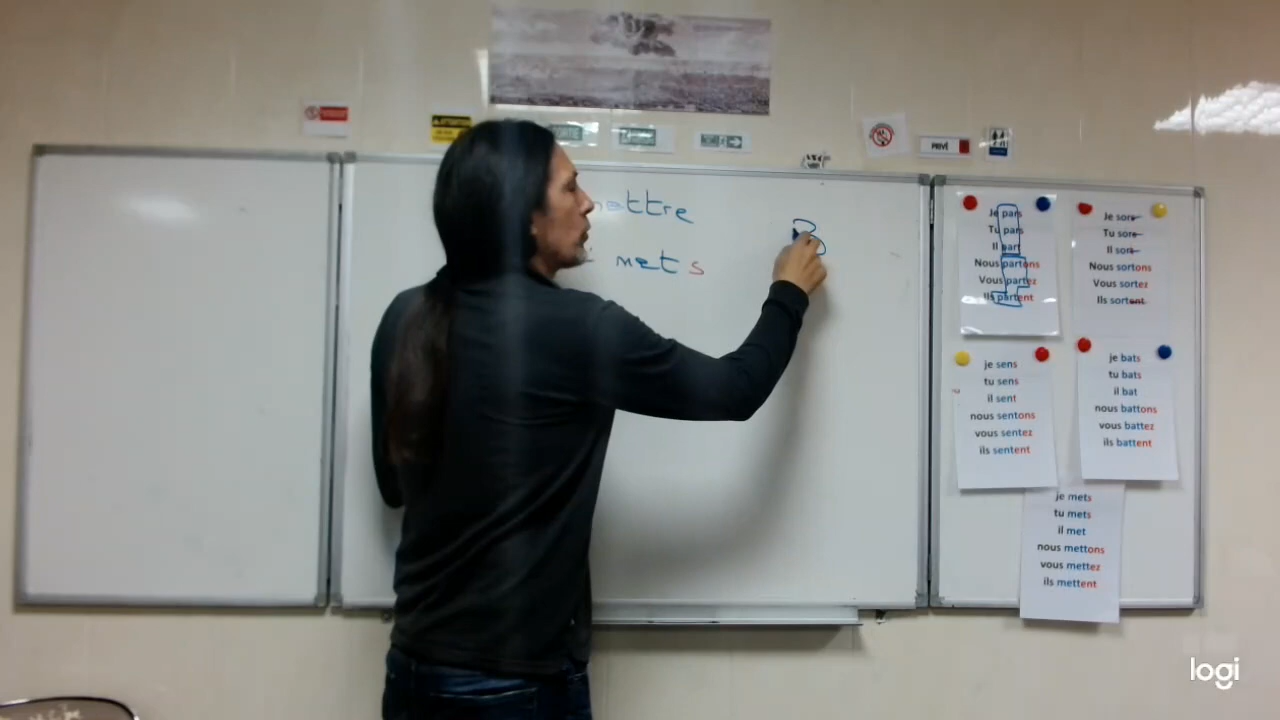 PRIVÉ
ettre
mets
B
Je pars
Tu pars
Il part
Nous partons
Vous partez
Ils partent
Je sors
Tu sors
Il sort
Nous sortons
Vous sortez
Ils sortent
je sens
tu sens
il sent
nous sentons
vous sentez
ils sentent
je bats
tu bats
il bat
nous battons
vous battez
ils battent
je mets
tu mets
il met
nous mettons
vous mettez
ils mettent
logi